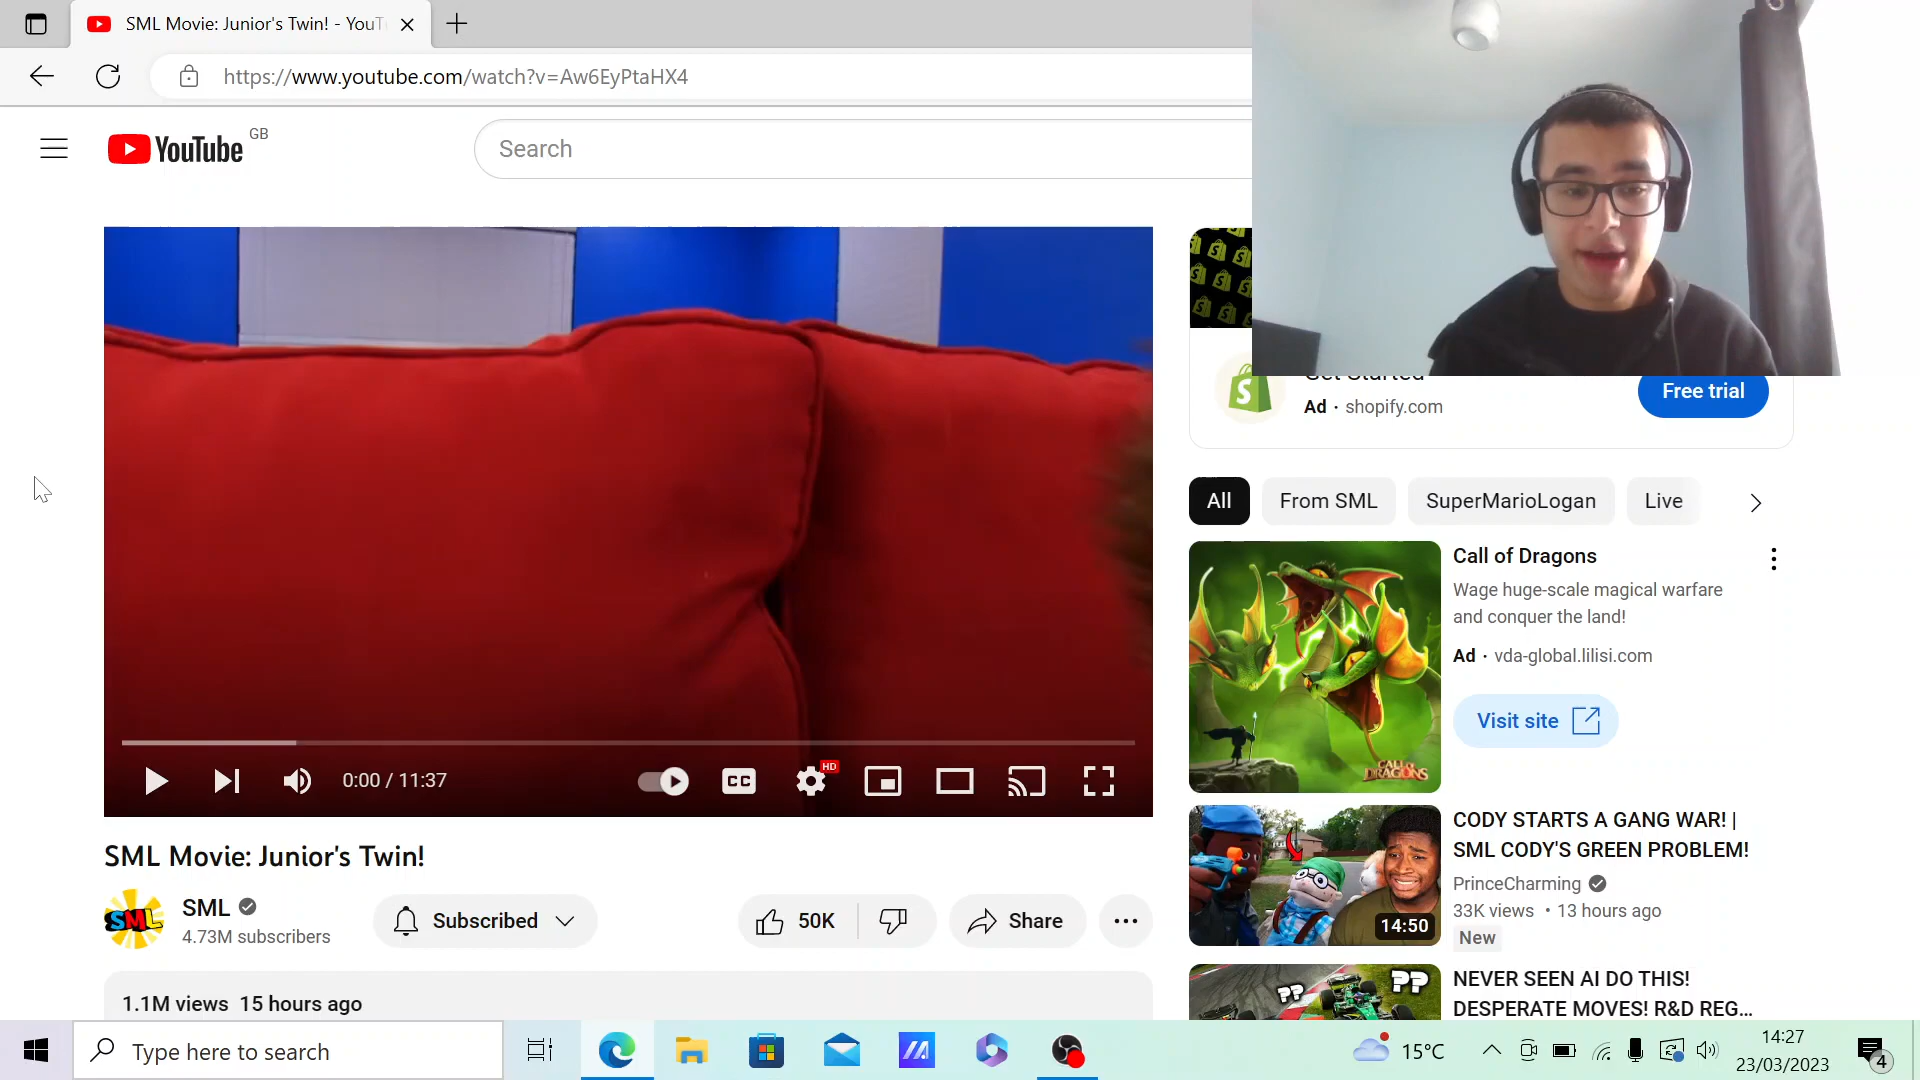 SML Movie: Junior's Twin! - YouT
https://www.youtube.com/watch?v=Aw6EyPtaHX4
YouTube GB
Search
Ad · shopify.com
Free trial
All
From SML
SuperMarioLogan
Live
Call of Dragons
Wage huge-scale magical warfare
and conquer the land!
Ad · vda-global.lilisi.com
Visit site
CALL OF DRAGONS
HD
CC
0:00 / 11:37
SML Movie: Junior's Twin!
SML
SML
4.73M subscribers
Subscribed
50K
Share
1.1M views 15 hours ago
CODY STARTS A GANG WAR! |
SML CODY'S GREEN PROBLEM!
PrinceCharming
33K views • 13 hours ago
New
14:50
NEVER SEEN AI DO THIS!
DESPERATE MOVES! R&D REG...
??
??
Type here to search
15°C
14:27
23/03/2023
4